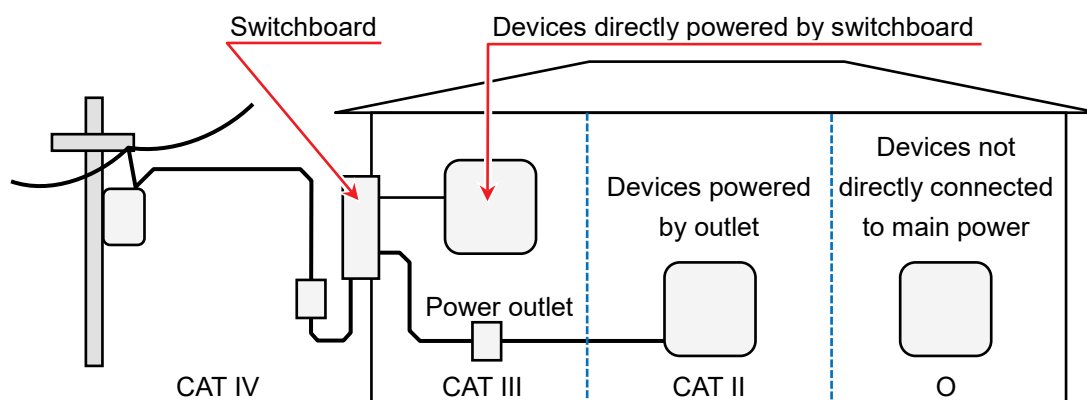 Switchboard
Devices directly powered by switchboard
Devices not
directly connected
to main power
Devices powered
by outlet
Power outlet
CAT IV
CAT III
CAT II
O